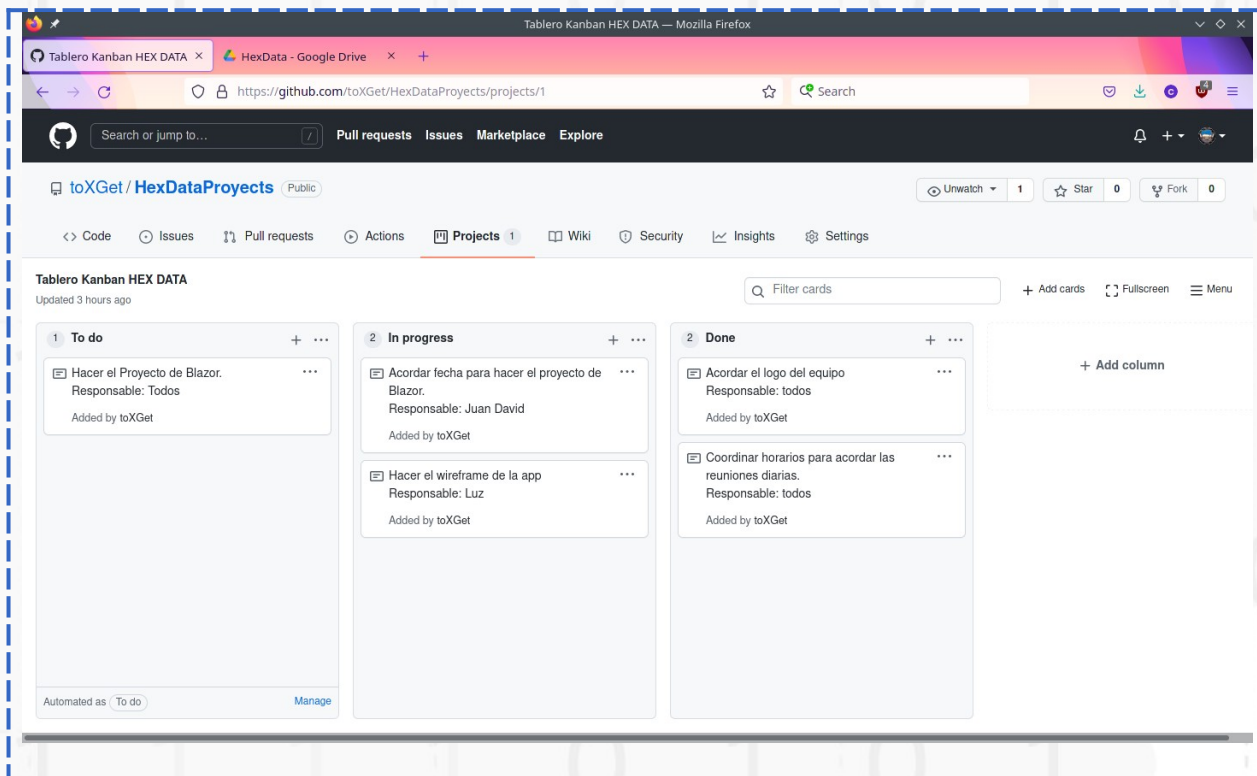 Tablero Kanban HEX DATA — Mozilla Firefox
Tablero Kanban HEX DATA
HexData - Google Drive
https://github.com/toXGet/HexDataProyects/projects/1
Search
Search or jump to...
/
Pull requests Issues Marketplace Explore
toXGet / HexDataProyects Public
Unwatch 1 Star 0 Fork 0
Code Issues Pull requests Actions Projects 1 Wiki Security Insights Settings
Tablero Kanban HEX DATA
Updated 3 hours ago
Filter cards
+ Add cards Fullscreen Menu
1 To do
Hacer el Proyecto de Blazor.
Responsable: Todos
Added by toXGet
Automated as To do Manage
2 In progress
Acordar fecha para hacer el proyecto de
Blazor.
Responsable: Juan David
Added by toXGet
Hacer el wireframe de la app
Responsable: Luz
Added by toXGet
2 Done
Acordar el logo del equipo
Responsable: todos
Added by toXGet
Coordinar horarios para acordar las
reuniones diarias.
Responsable: todos
Added by toXGet
+ Add column